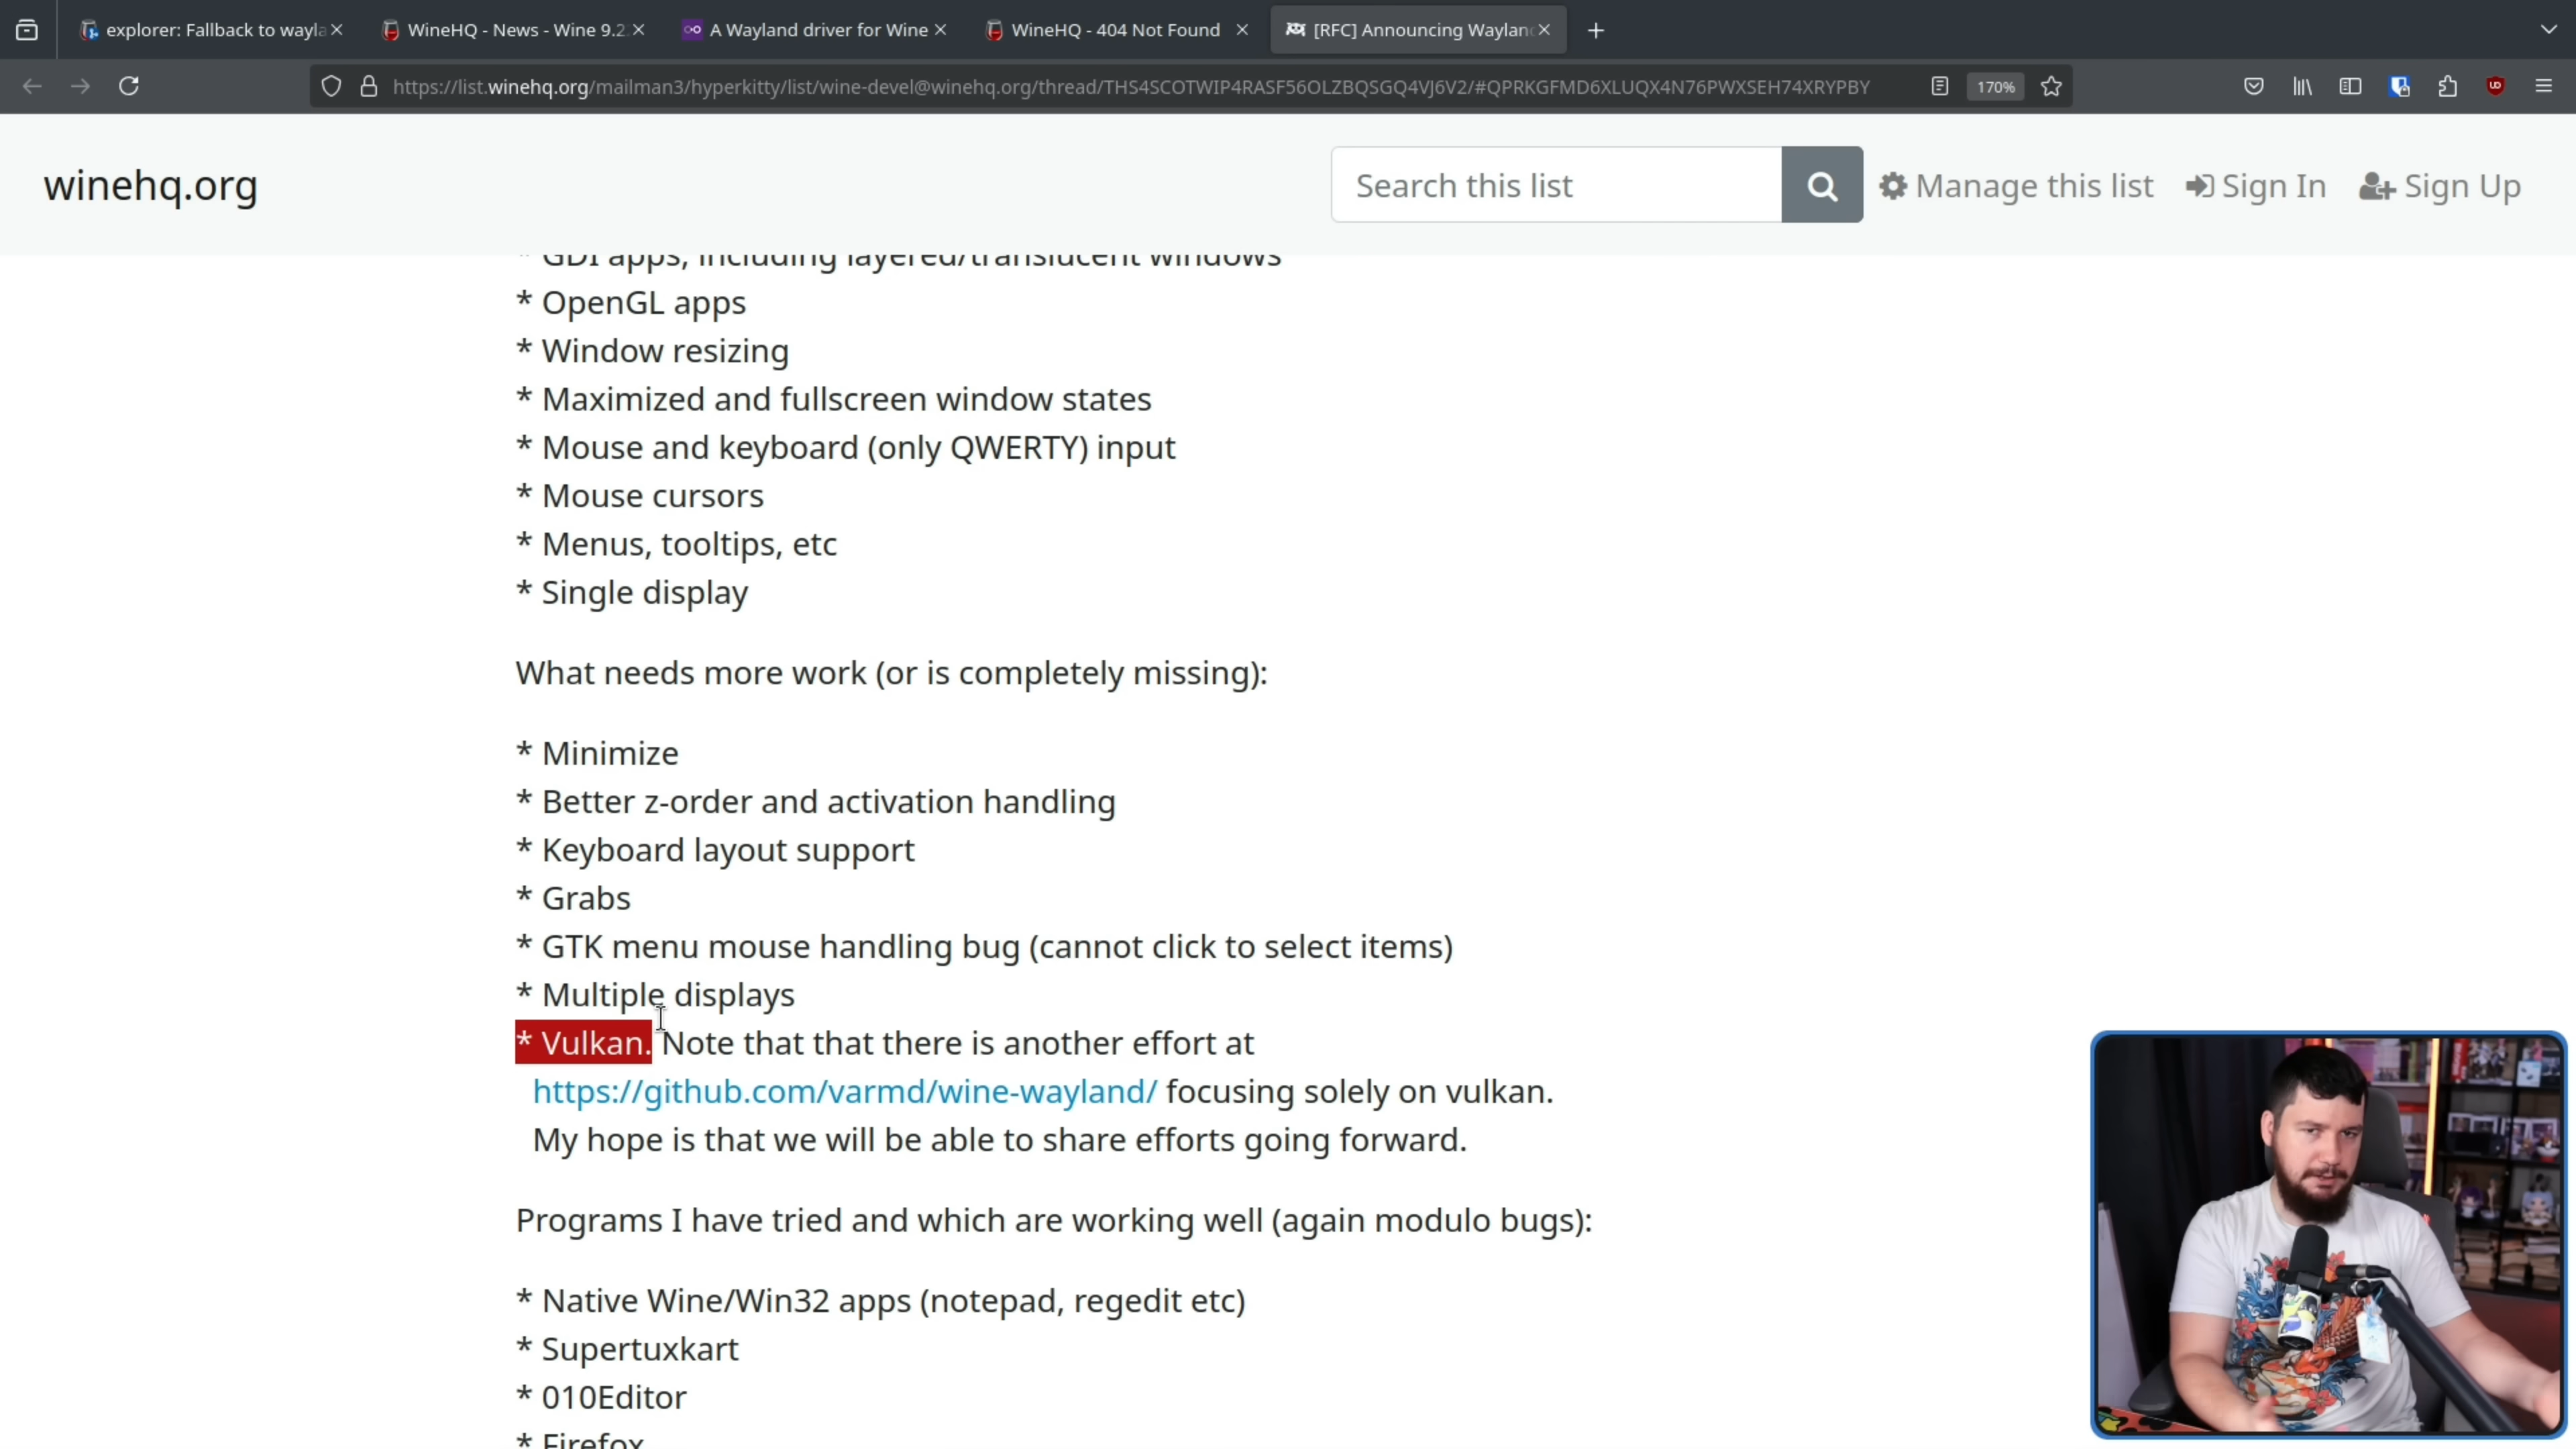 explorer: Fallback to wayla
WineHQ - News - Wine 9.2
A Wayland driver for Wine
WineHQ - 404 Not Found
[RFC] Announcing Waylan
https://list.winehq.org/mailman3/hyperkitty/list/wine-devel@winehq.org/thread/THS4SCOTWIP4RASF56OLZBQSGQ4VJ6V2/#QPRKGFMD6XLUQX4N76PWXSEH74XRYPBY
170%
winehq.org
Search this list
Manage this list
Sign In
Sign Up
* GDI apps, including layered/translucent windows
* OpenGL apps
* Window resizing
* Maximized and fullscreen window states
* Mouse and keyboard (only QWERTY) input
* Mouse cursors
* Menus, tooltips, etc
* Single display
What needs more work (or is completely missing):
* Minimize
* Better z-order and activation handling
* Keyboard layout support
* Grabs
* GTK menu mouse handling bug (cannot click to select items)
* Multiple displays
* Vulkan. Note that that there is another effort at
https://github.com/varmd/wine-wayland/ focusing solely on vulkan.
My hope is that we will be able to share efforts going forward.
Programs I have tried and which are working well (again modulo bugs):
* Native Wine/Win32 apps (notepad, regedit etc)
* Supertuxkart
* 010Editor
* Firefox